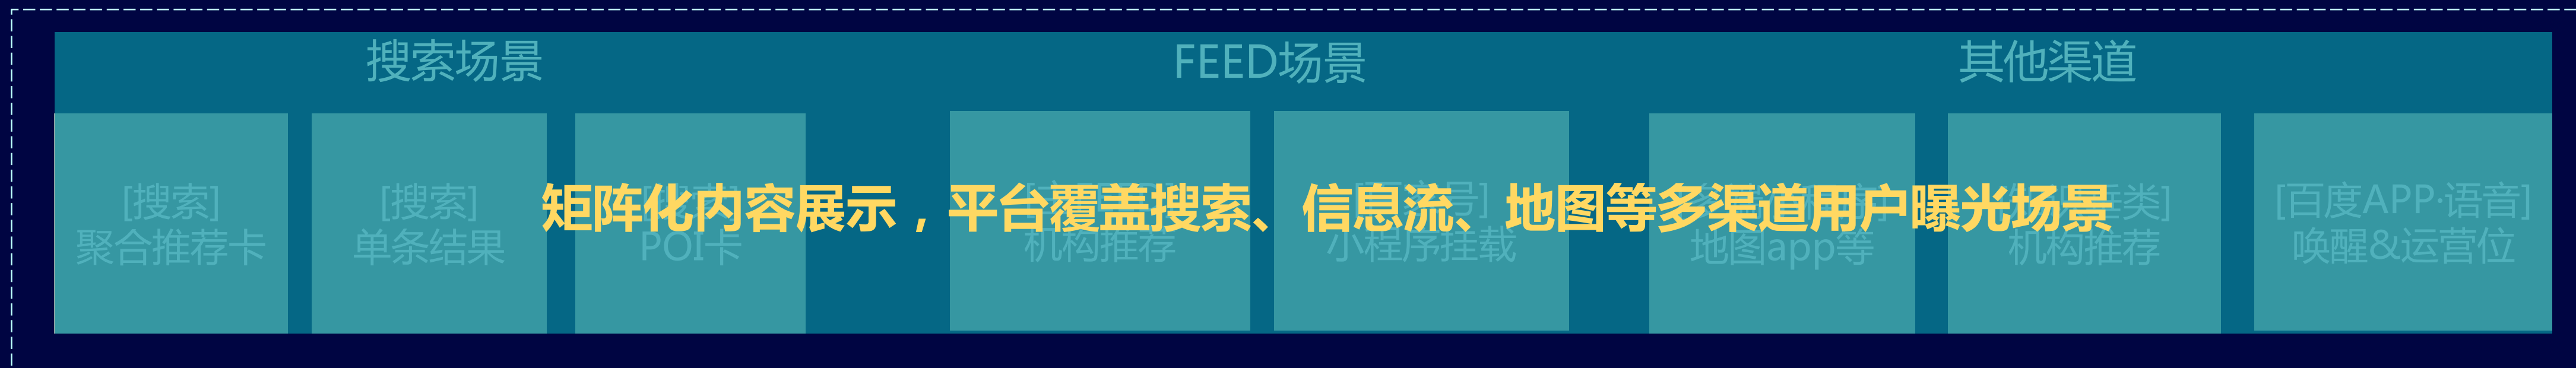 搜索场景
FEED场景
其他渠道
[搜索]
聚合推荐卡
[搜索]
单条结果
[搜索]
POI卡
机构推荐
号]
小程序挂载
地图app等
类]
机构推荐
[百度APP·语音]
唤醒&运营位
矩阵化内容展示，平台覆盖搜索、信息流、地图等多渠道用户曝光场景